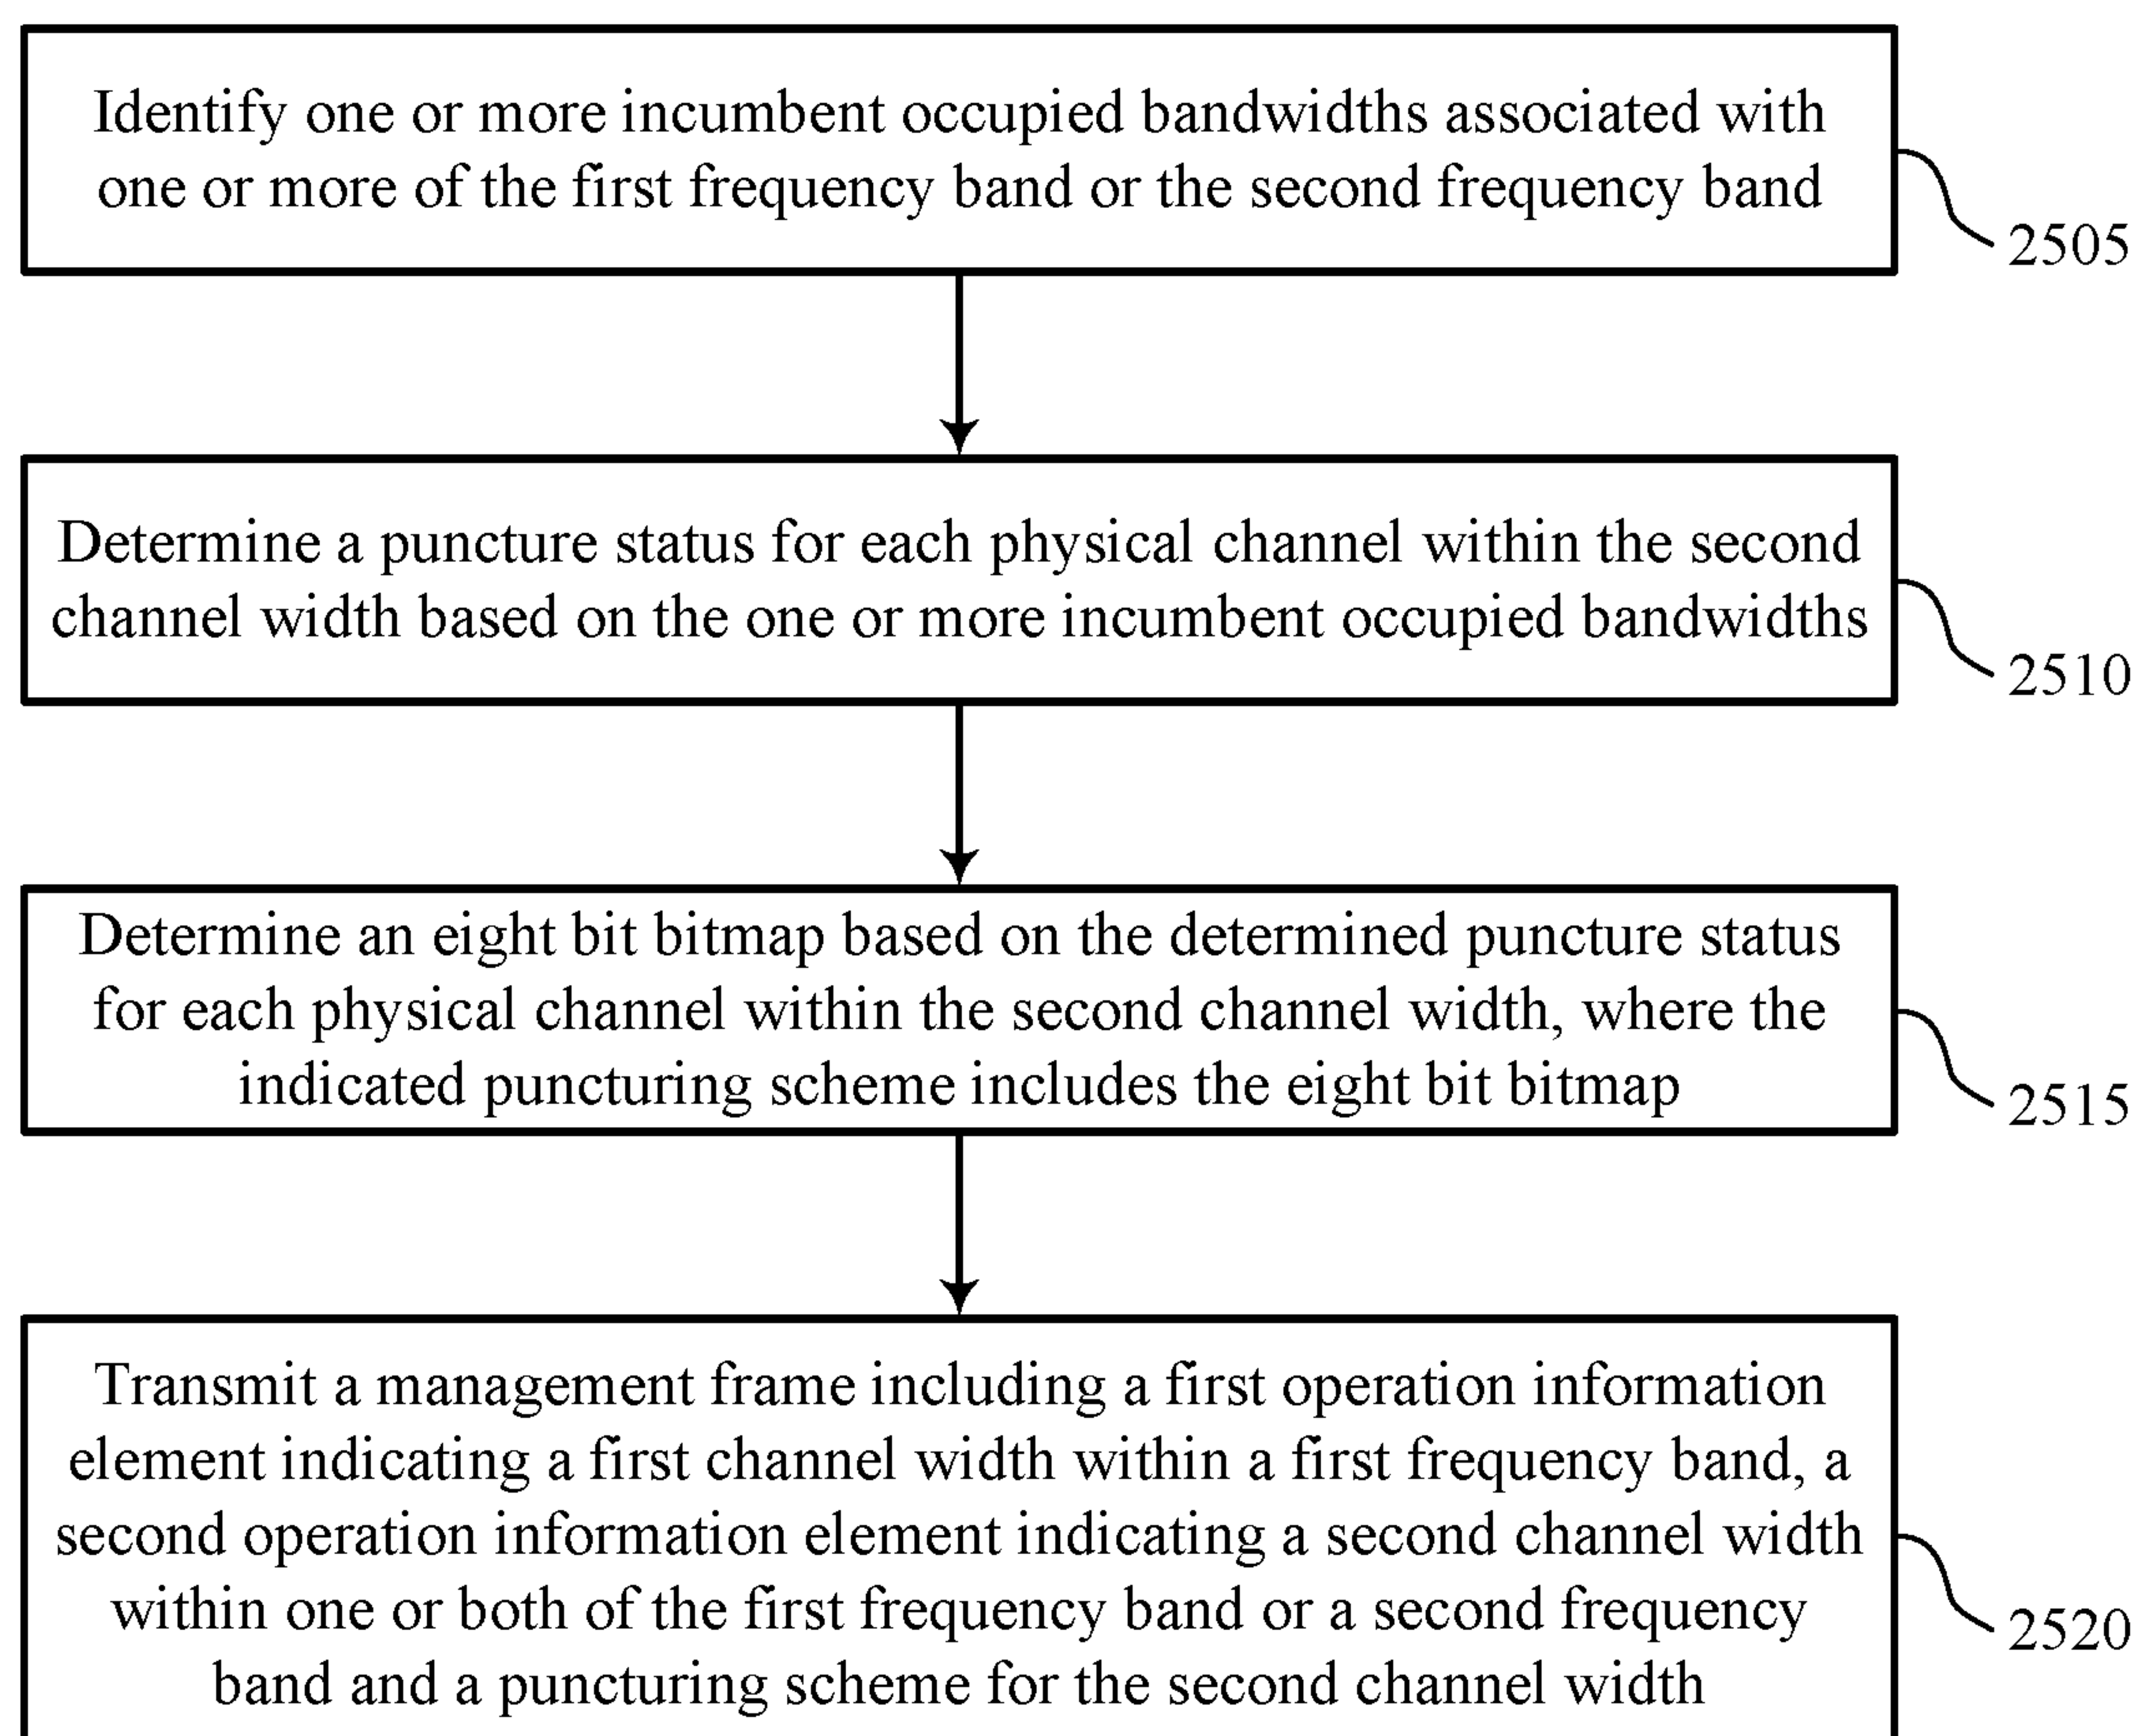 Identify one or more incumbent occupied bandwidths associated with
one or more of the first frequency band or the second frequency band
2505
Determine a puncture status for each physical channel within the second
channel width based on the one or more incumbent occupied bandwidths
2510
Determine an eight bit bitmap based on the determined puncture status
for each physical channel within the second channel width, where the
indicated puncturing scheme includes the eight bit bitmap
2515
Transmit a management frame including a first operation information
element indicating a first channel width within a first frequency band, a
second operation information element indicating a second channel width
within one or both of the first frequency band or a second frequency
band and a puncturing scheme for the second channel width
2520